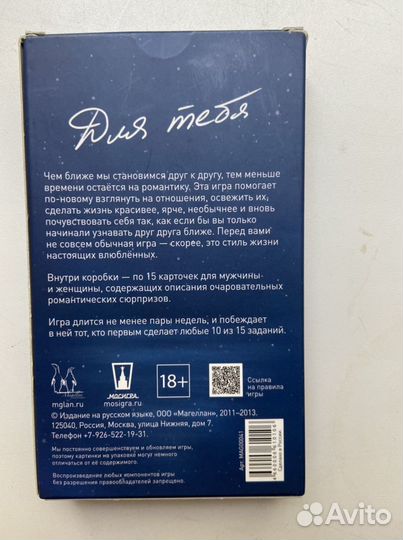 Для тебя
Чем ближе мы становимся друг к другу, тем меньше
времени остаётся на романтику. Эта игра помогает
по-новому взглянуть на отношения, освежить их,
сделать жизнь красивее, ярче, необычнее и вновь
почувствовать себя так, как если бы вы только
начинали узнавать друг друга ближе. Перед вами
не совсем обычная игра — скорее, это стиль жизни
настоящих влюблённых.
Внутри коробки — по 15 карточек для мужчины
и женщины, содержащих описания очаровательных
романтических сюрпризов.
Игра длится не менее пары недель, и побеждает
в ней тот, кто первым сделает любые 10 из 15 заданий.
mglan.ru
МОСИГРА
mosigra.ru
18+
Ссылка
на правила
игры
© Издание на русском языке, ООО «Магеллан», 2011–2013.
125040, Россия, Москва, улица Нижняя, дом 7.
Телефон +7-926-522-19-31.
Мы постоянно совершенствуем и обновляем игры,
поэтому картинки на упаковке могут немного
отличаться от её содержимого.
Воспроизведение любых компонентов игры
без разрешения правообладателей запрещено.
Арт. MAG00041
Сделано в России
Avito